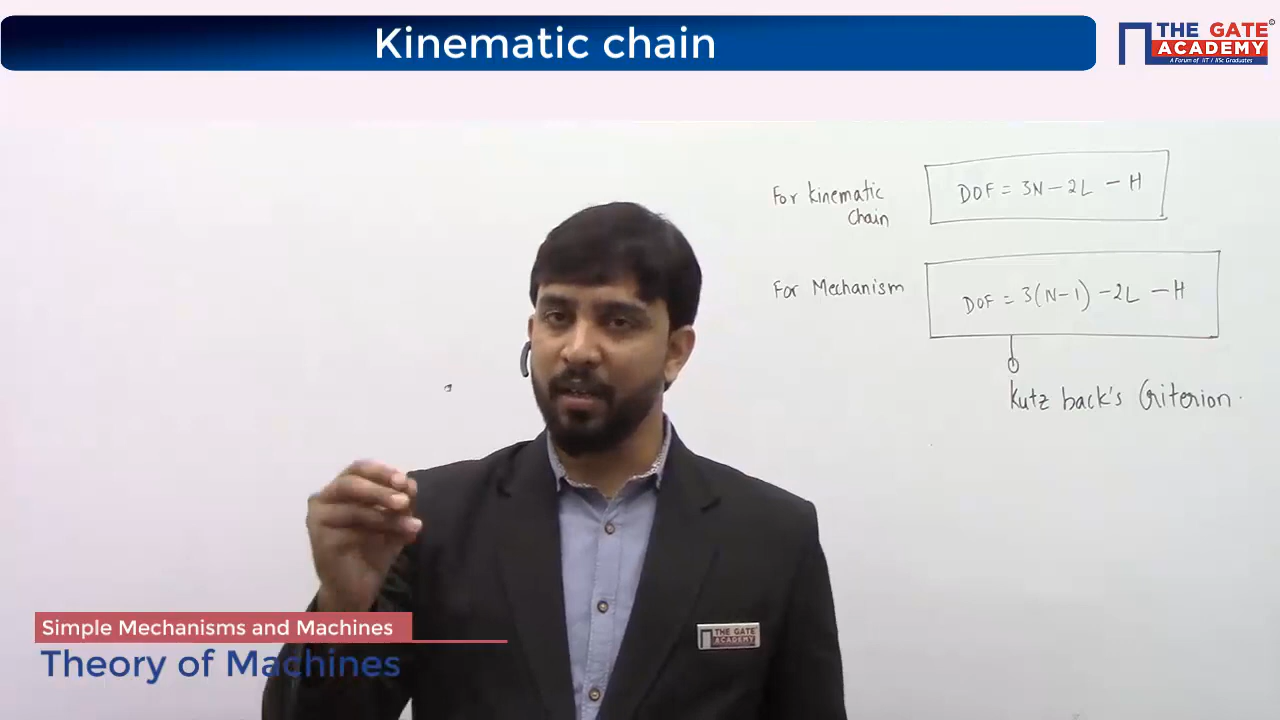 Kinematic chain
THE GATE
ACADEMY
A Forum of IIT / IISc Graduates
For Kinematic
Chain
DOF = 3N - 2L - H
For Mechanism
DOF = 3(N-1) - 2L - H
Kutz back's Criterion.
THE GATE
ACADEMY
Simple Mechanisms and Machines
Theory of Machines